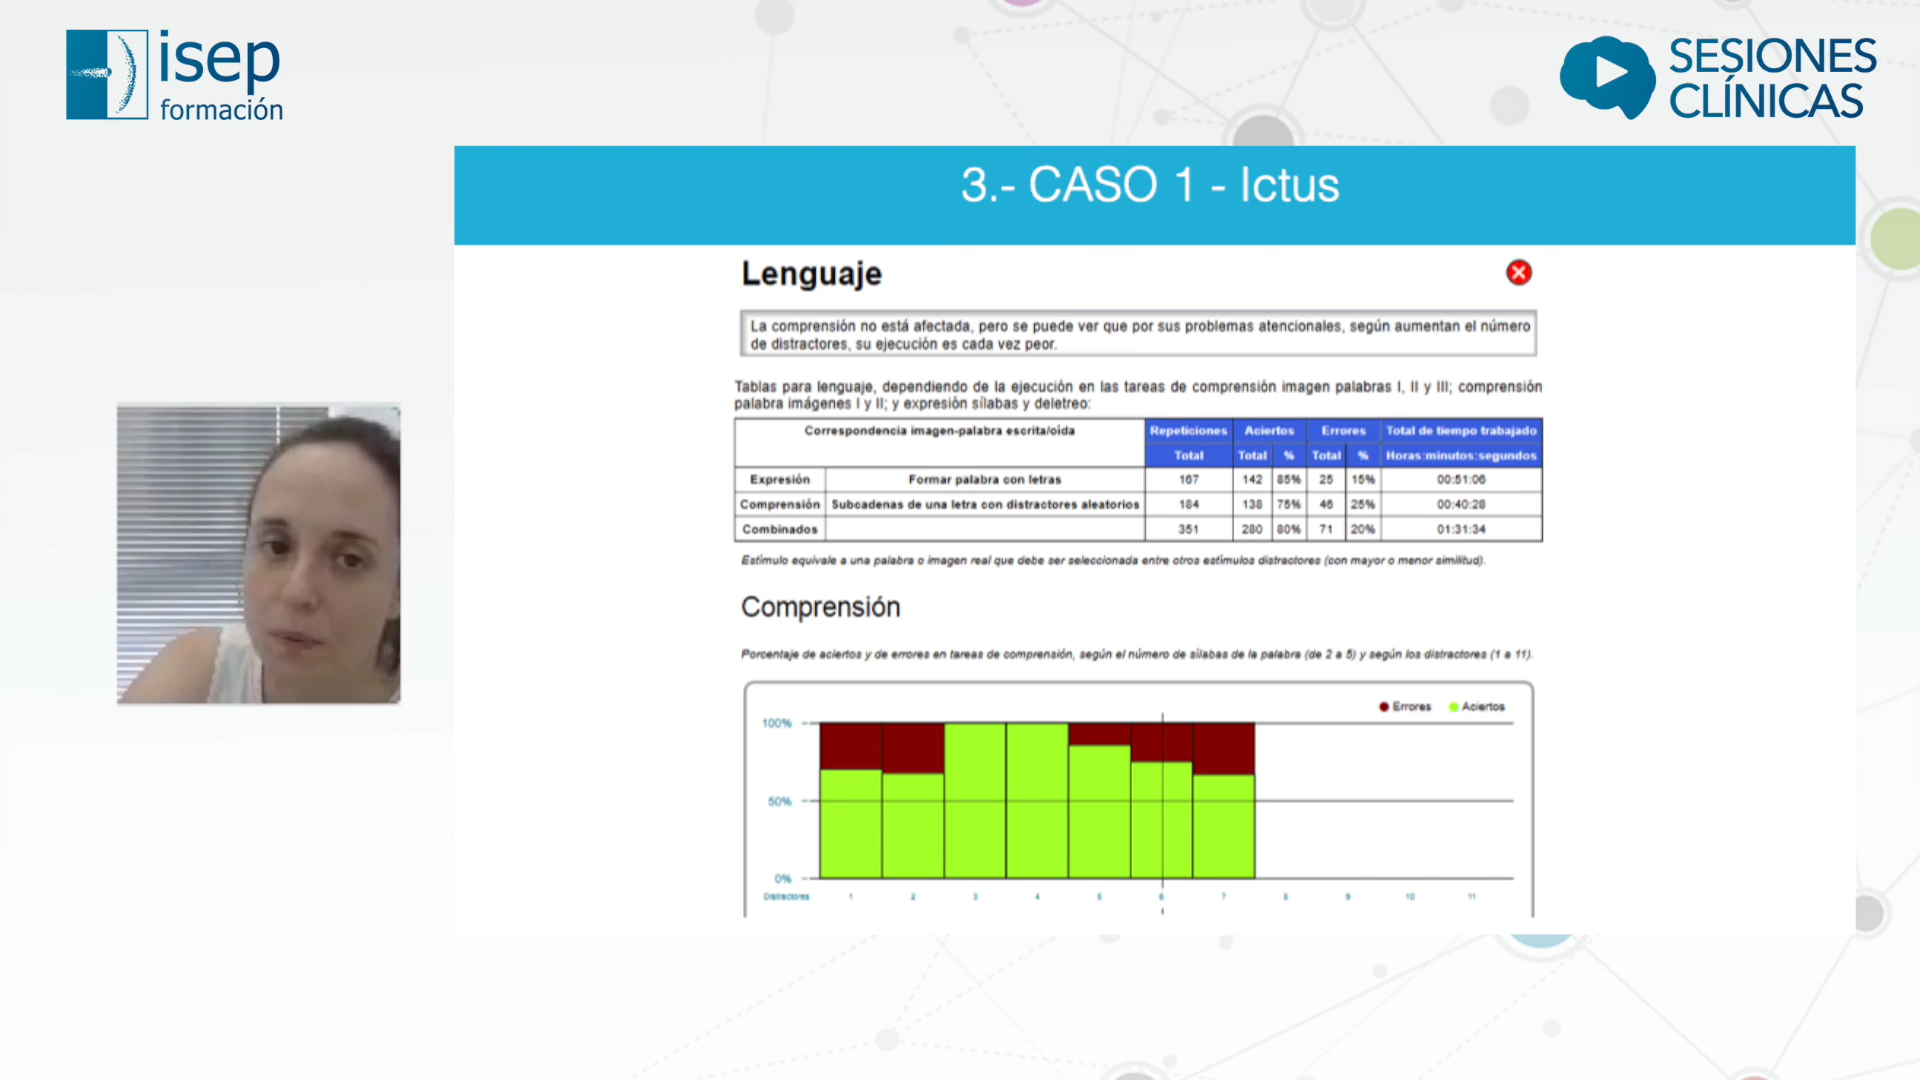 isep
formación
SESIONES
CLÍNICAS
3.- CASO 1 - Ictus
Lenguaje
La comprensión no está afectada, pero se puede ver que por sus problemas atencionales, según aumentan el número
de distractores, su ejecución es cada vez peor.
Tablas para lenguaje, dependiendo de la ejecución en las tareas de comprensión imagen palabras I, II y III; comprensión
palabra imágenes I y II; y expresión sílabas y deletreo:
Correspondencia imagen-palabra escrita/oída Repeticiones Aciertos Errores Total de tiempo trabajado
Total Total % Total % Horas:minutos:segundos
Expresión Formar palabra con letras 167 142 85% 25 15% 00:51:06
Comprensión Subcadenas de una letra con distractores aleatorios 184 138 75% 46 25% 00:40:28
Combinados 351 280 80% 71 20% 01:31:34
Estímulo equivale a una palabra o imagen real que debe ser seleccionada entre otros estímulos distractores (con mayor o menor similitud).
Comprensión
Porcentaje de aciertos y de errores en tareas de comprensión, según el número de sílabas de la palabra (de 2 a 5) y según los distractores (1 a 11).
Errores Aciertos
100%
50%
0%
Distractores 1 2 3 4 5 6 7 8 9 10 11